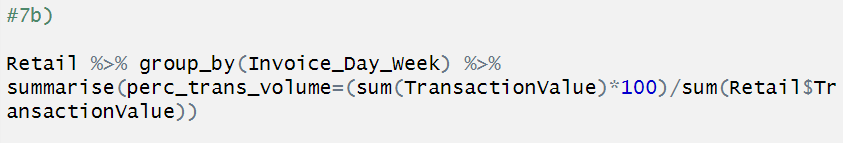 #7b)
Retail %>% group_by(Invoice_Day_Week) %>%
summarise(perc_trans_volume=(sum(TransactionValue)*100)/sum(Retail$Tr
ansactionValue))